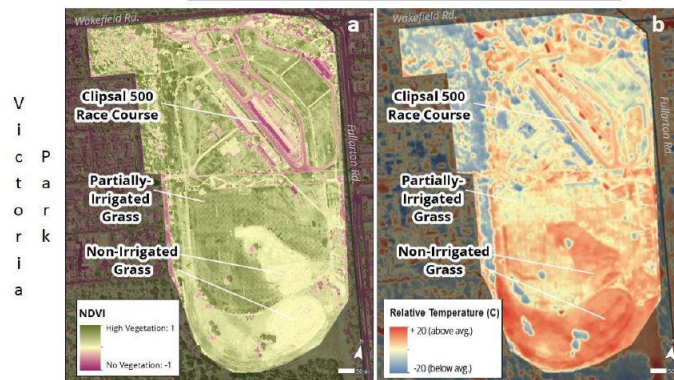 Victoria
Park
Wakefield Rd.
a
Clipsal 500
Race Course
Fullarton Rd.
Partially-
Irrigated
Grass
Non-Irrigated
Grass
NDVI
High Vegetation: 1
No Vegetation: -1
Wakefield Rd.
b
Clipsal 500
Race Course
Fullarton Rd.
Partially-
Irrigated
Grass
Non-Irrigated
Grass
Relative Temperature (C)
+ 20 (above avg.)
-20 (below avg.)